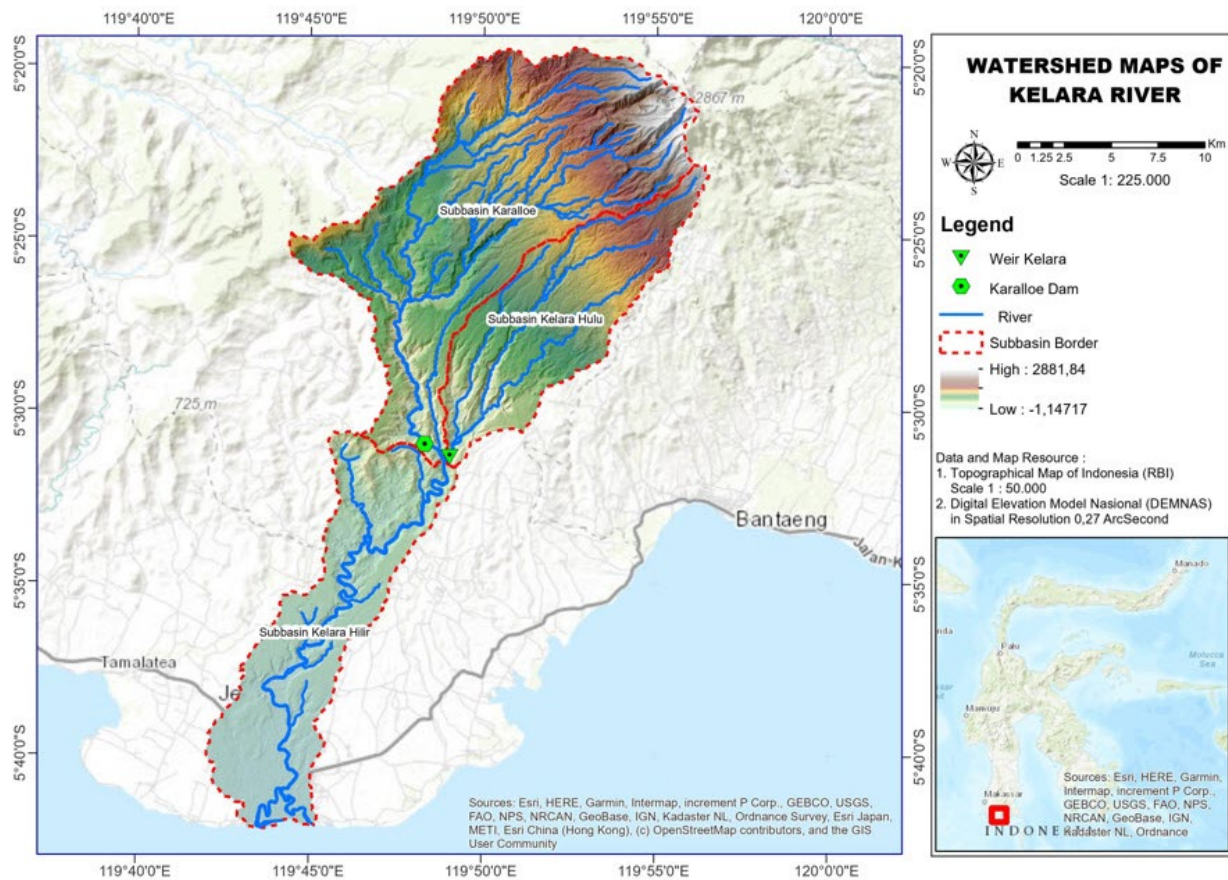 119°40'0"E 119°45'0"E 119°50'0"E 119°55'0"E 120°0'0"E
5°20'0"S
5°25'0"S
5°30'0"S
5°35'0"S
5°40'0"S
2867 m
Subbasin Karalloe
Subbasin Kelara Hulu
725 m
Bantaeng
Subbasin Kelara Hilir
Tamalatea
Je
Sources: Esri, HERE, Garmin, Intermap, increment P Corp., GEBCO, USGS,
FAO, NPS, NRCAN, GeoBase, IGN, Kadaster NL, Ordnance Survey, Esri Japan,
METI, Esri China (Hong Kong), (c) OpenStreetMap contributors, and the GIS
User Community
5°20'0"S
5°25'0"S
5°30'0"S
5°35'0"S
5°40'0"S
119°40'0"E 119°45'0"E 119°50'0"E 119°55'0"E 120°0'0"E
WATERSHED MAPS OF
KELARA RIVER
N
W E
S
0 1.25 2.5 5 7.5 10 Km
Scale 1: 225.000
Legend
Weir Kelara
Karalloe Dam
River
Subbasin Border
High : 2881,84
Low : -1,14717
Data and Map Resource :
1. Topographical Map of Indonesia (RBI)
Scale 1 : 50.000
2. Digital Elevation Model Nasional (DEMNAS)
in Spatial Resolution 0,27 ArcSecond
Manado
nda
Palu
Molucca
Sea
Mamuju
Makassar
Sources: Esri, HERE, Garmin,
Intermap, increment P Corp.,
GEBCO, USGS, FAO, NPS,
NRCAN, GeoBase, IGN,
Kadaster NL, Ordnance